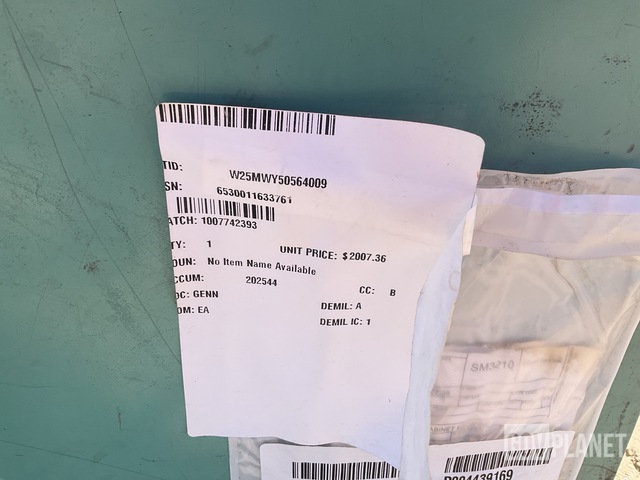 TID: W25MWY50564009
SN: 6530011633761
ATCH: 1007742393
TY: 1 UNIT PRICE: $2007.36
OUN: No Item Name Available
CCUM: 202544 CC: B
OC: GENN DEMIL: A
OM: EA DEMIL IC: 1
SM3210
GOVPLANET